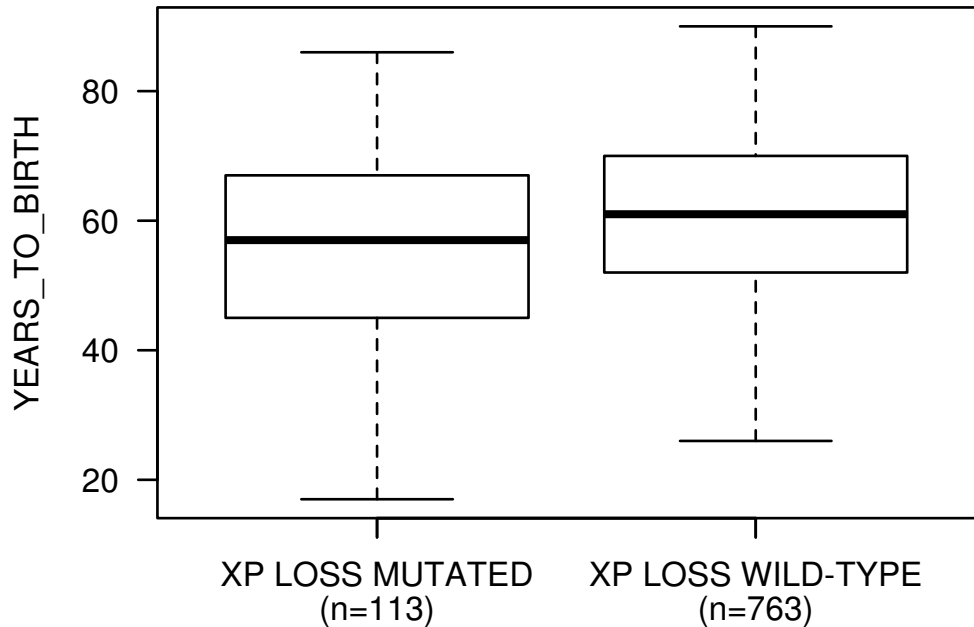 YEARS_TO_BIRTH
80
60
40
20
XP LOSS MUTATED
(n=113)
XP LOSS WILD-TYPE
(n=763)